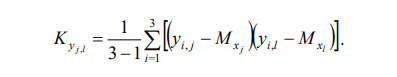 $K_{y_{j,l}} = \frac{1}{3-1} \sum_{i=1}^{3} \left[ \left( y_{i,j} - M_{x_j} \right) \left( y_{i,l} - M_{x_l} \right) \right].$